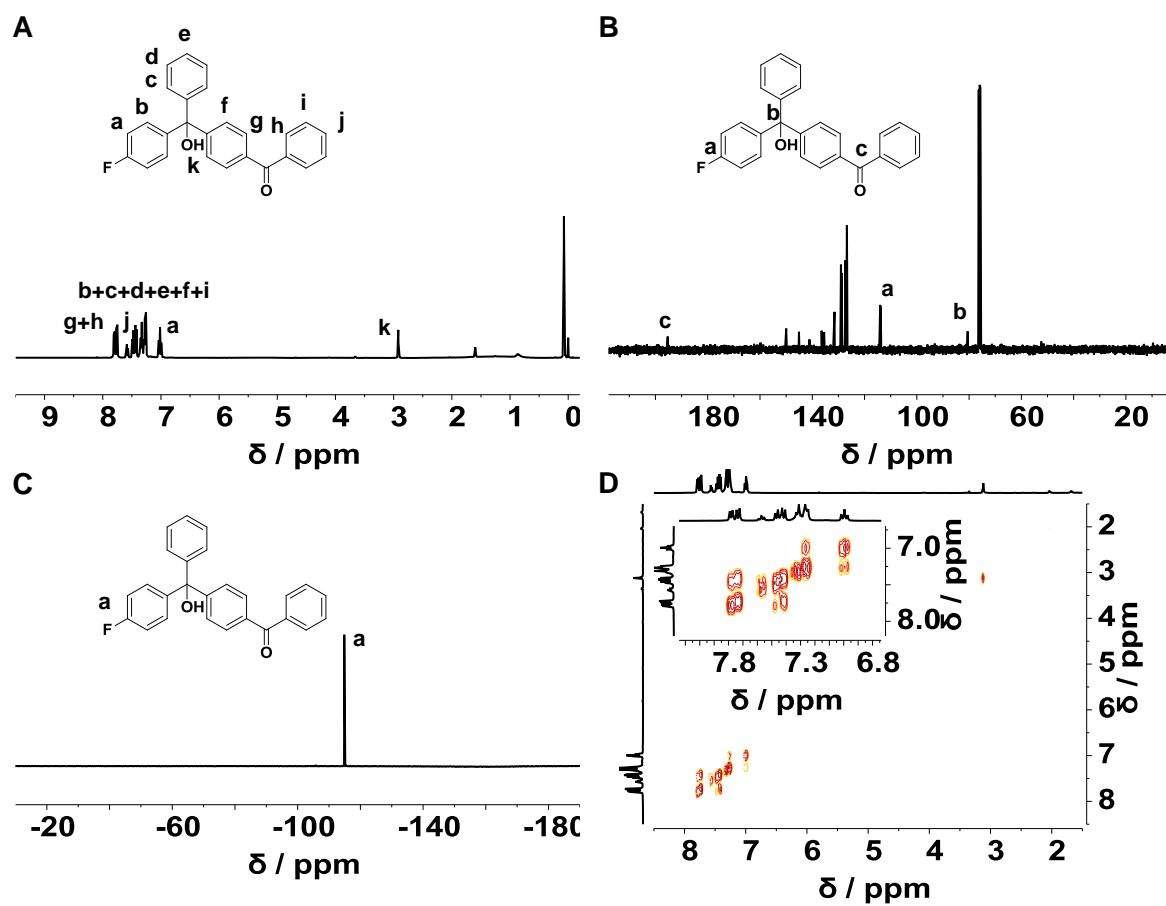 A
e
d
c
b
f
i
a
g
h
j
OH
F
k
O
b+c+d+e+f+i
g+h
j
a
k
9 8 7 6 5 4 3 2 1 0
δ / ppm
B
b
a
OH
c
F
O
c
a
b
180 140 100 60 20
δ / ppm
C
a
OH
F
O
a
-20 -60 -100 -140 -180
δ / ppm
D
7.0
8.0
δ / ppm
7.8 7.3 6.8
δ / ppm
2
3
4
5
6
7
8
δ / ppm
8 7 6 5 4 3 2
δ / ppm